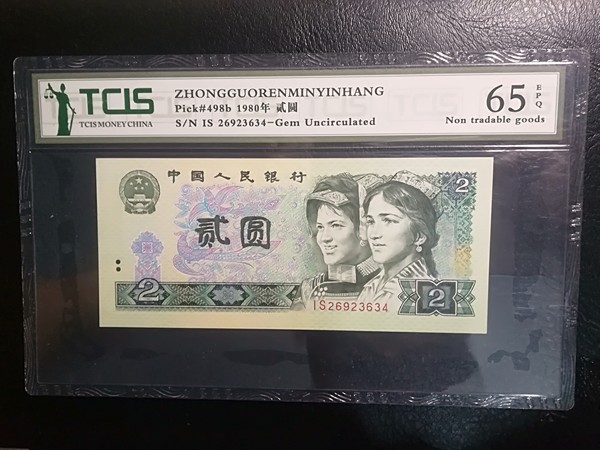 TCIS
TCIS MONEY CHINA
ZHONGGUORENMINYINHANG
Pick#498b 1980年 贰圆
S/N IS 26923634-Gem Uncirculated
65 EPQ
Non tradable goods
中国人民银行
2
贰圆
2
2
IS26923634